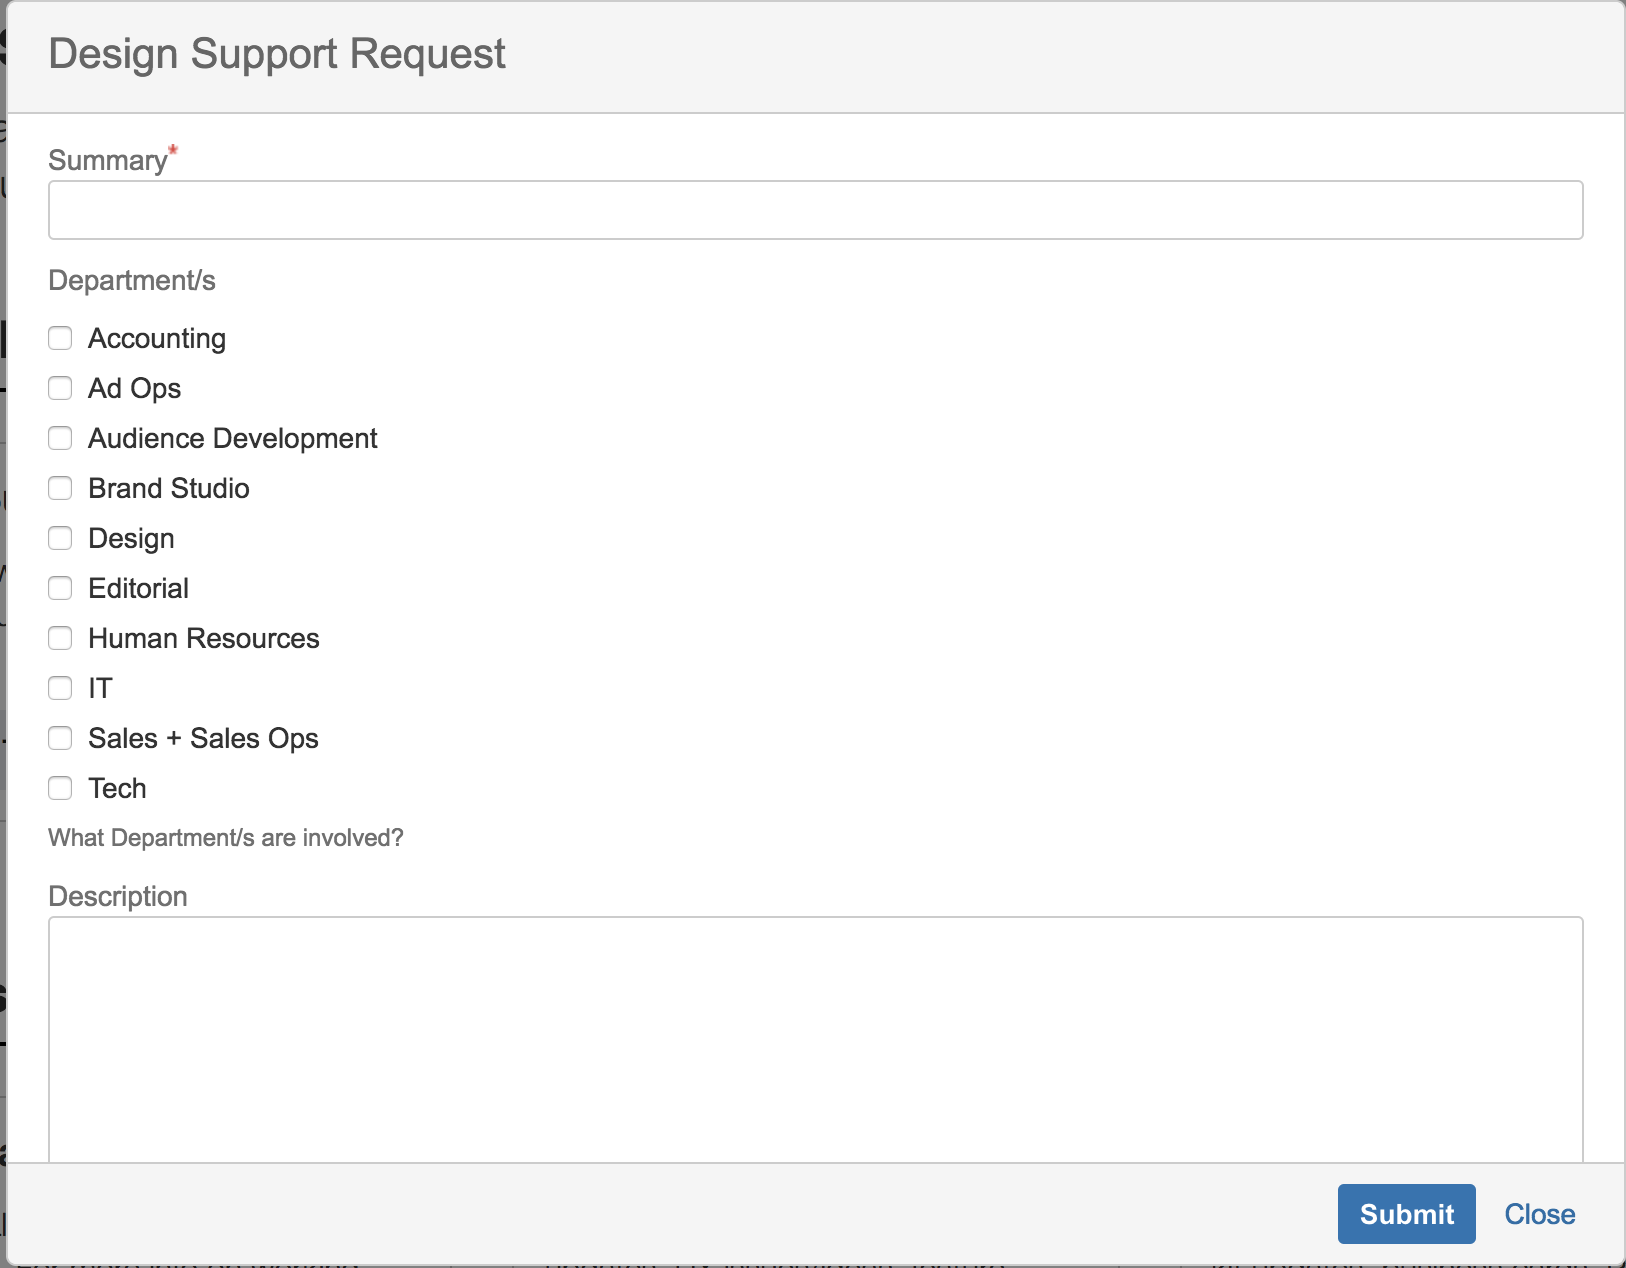 Design Support Request
Summary*
Department/s
Accounting
Ad Ops
Audience Development
Brand Studio
Design
Editorial
Human Resources
IT
Sales + Sales Ops
Tech
What Department/s are involved?
Description
Submit Close